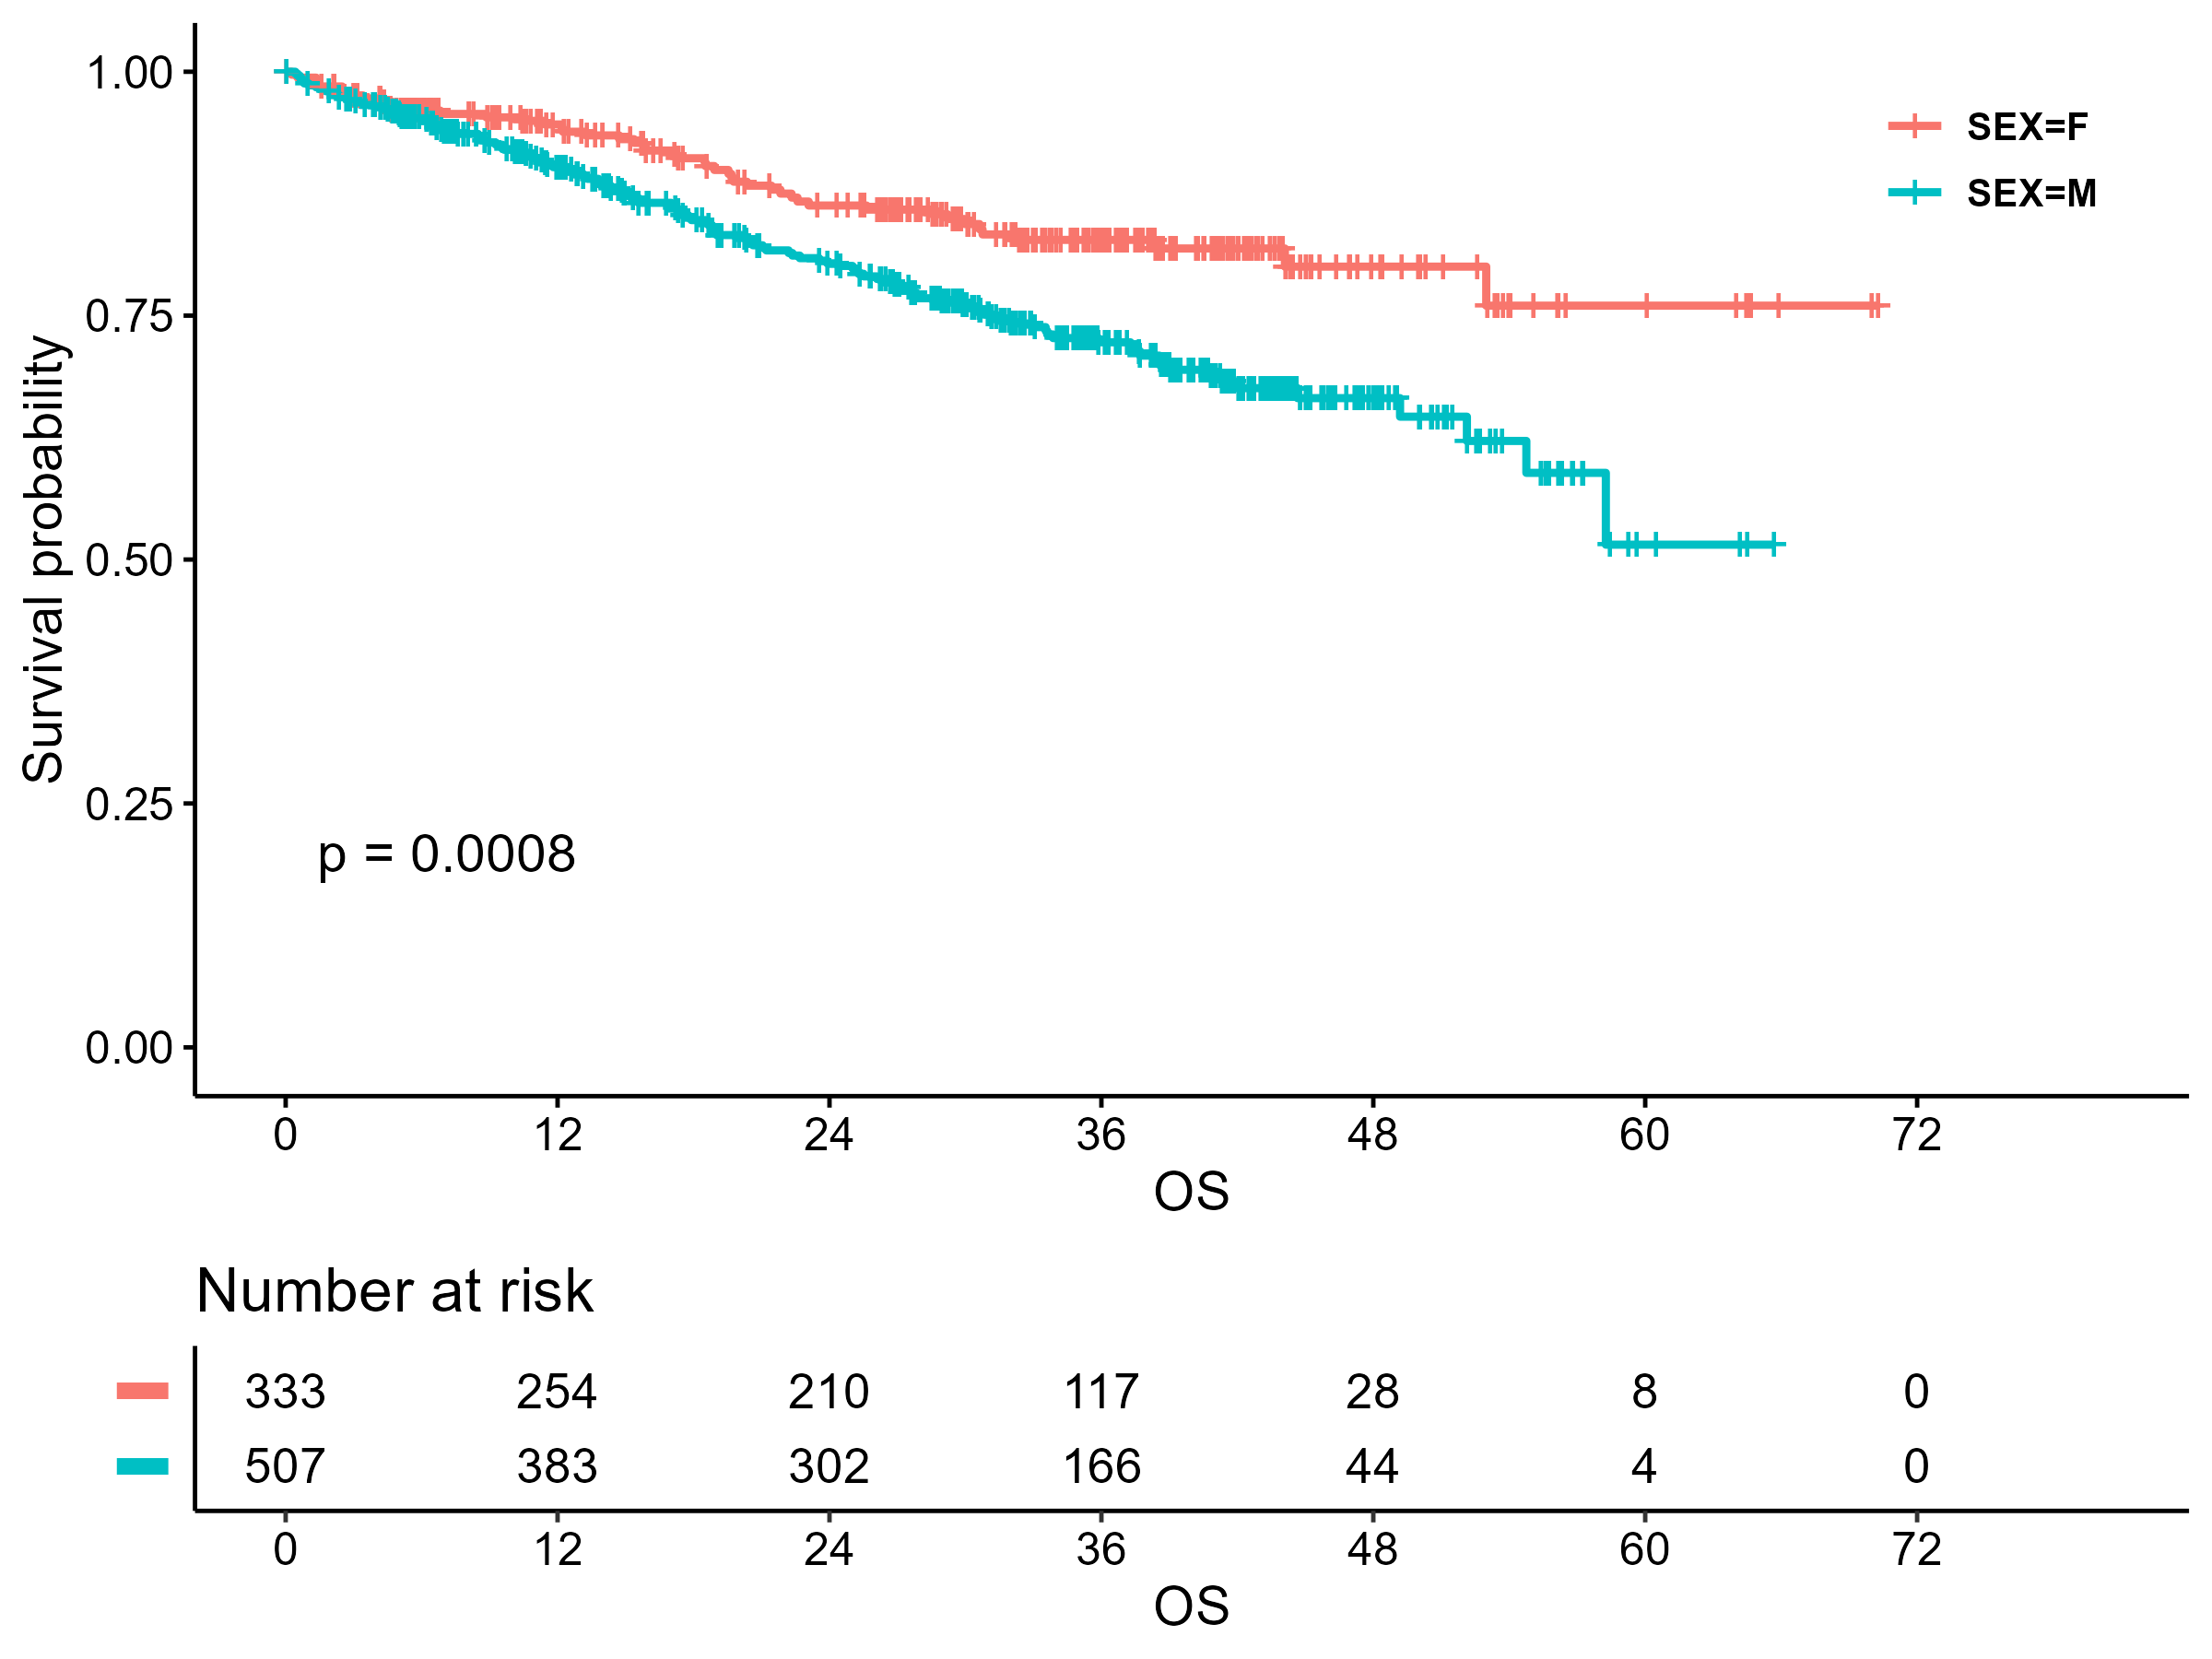 Survival probability
1.00
0.75
0.50
0.25
0.00
SEX=F
SEX=M
p = 0.0008
0 12 24 36 48 60 72
OS
Number at risk
333 254 210 117 28 8 0
507 383 302 166 44 4 0
0 12 24 36 48 60 72
OS